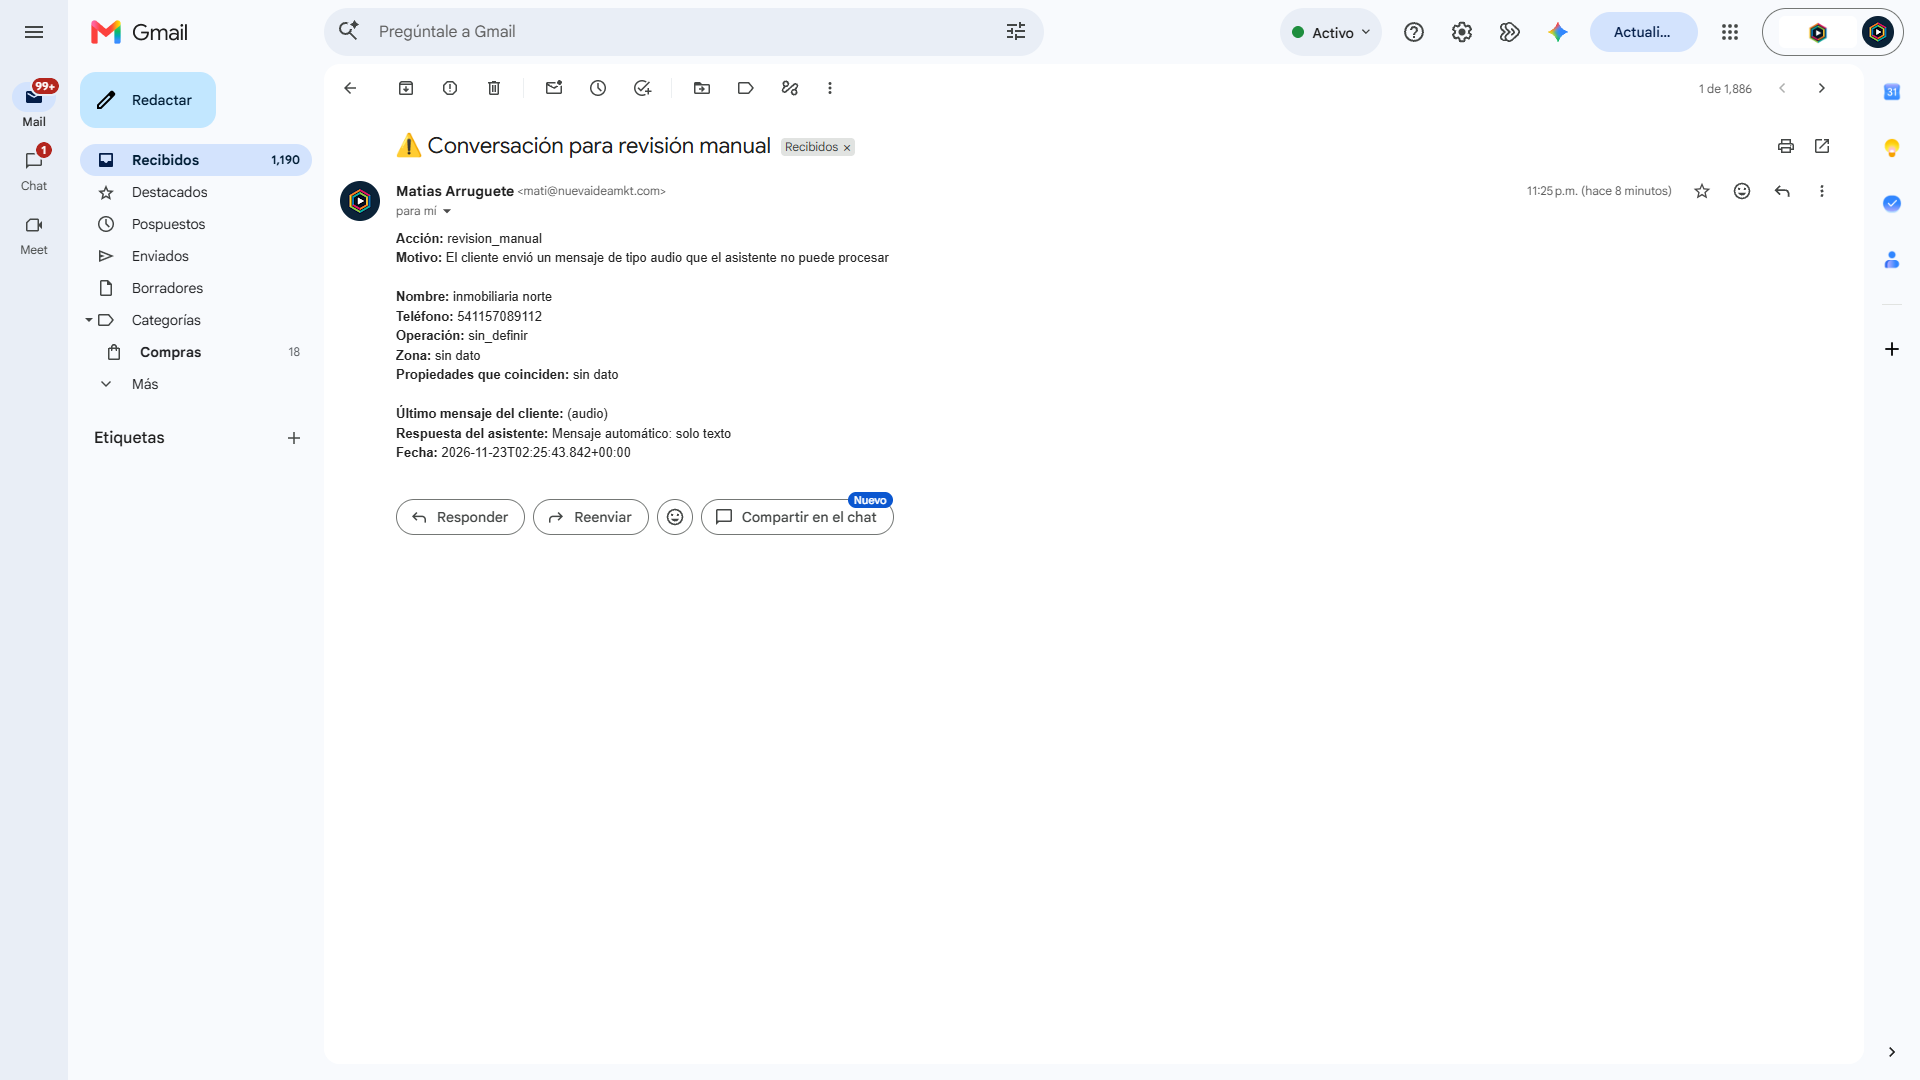 Gmail
Pregúntale a Gmail
Activo
Actuali...
99+
Mail
1
Chat
Meet
Redactar
Recibidos 1,190
Destacados
Pospuestos
Enviados
Borradores
Categorías
Compras 18
Más
Etiquetas
1 de 1,886
⚠️ Conversación para revisión manual Recibidos ×
Matias Arruguete <mati@nuevaideamkt.com> 11:25 p.m. (hace 8 minutos)
para mí
Acción: revision_manual
Motivo: El cliente envió un mensaje de tipo audio que el asistente no puede procesar
Nombre: inmobiliaria norte
Teléfono: 541157089112
Operación: sin_definir
Zona: sin dato
Propiedades que coinciden: sin dato
Último mensaje del cliente: (audio)
Respuesta del asistente: Mensaje automático: solo texto
Fecha: 2026-11-23T02:25:43.842+00:00
Nuevo
Responder Reenviar Compartir en el chat
31